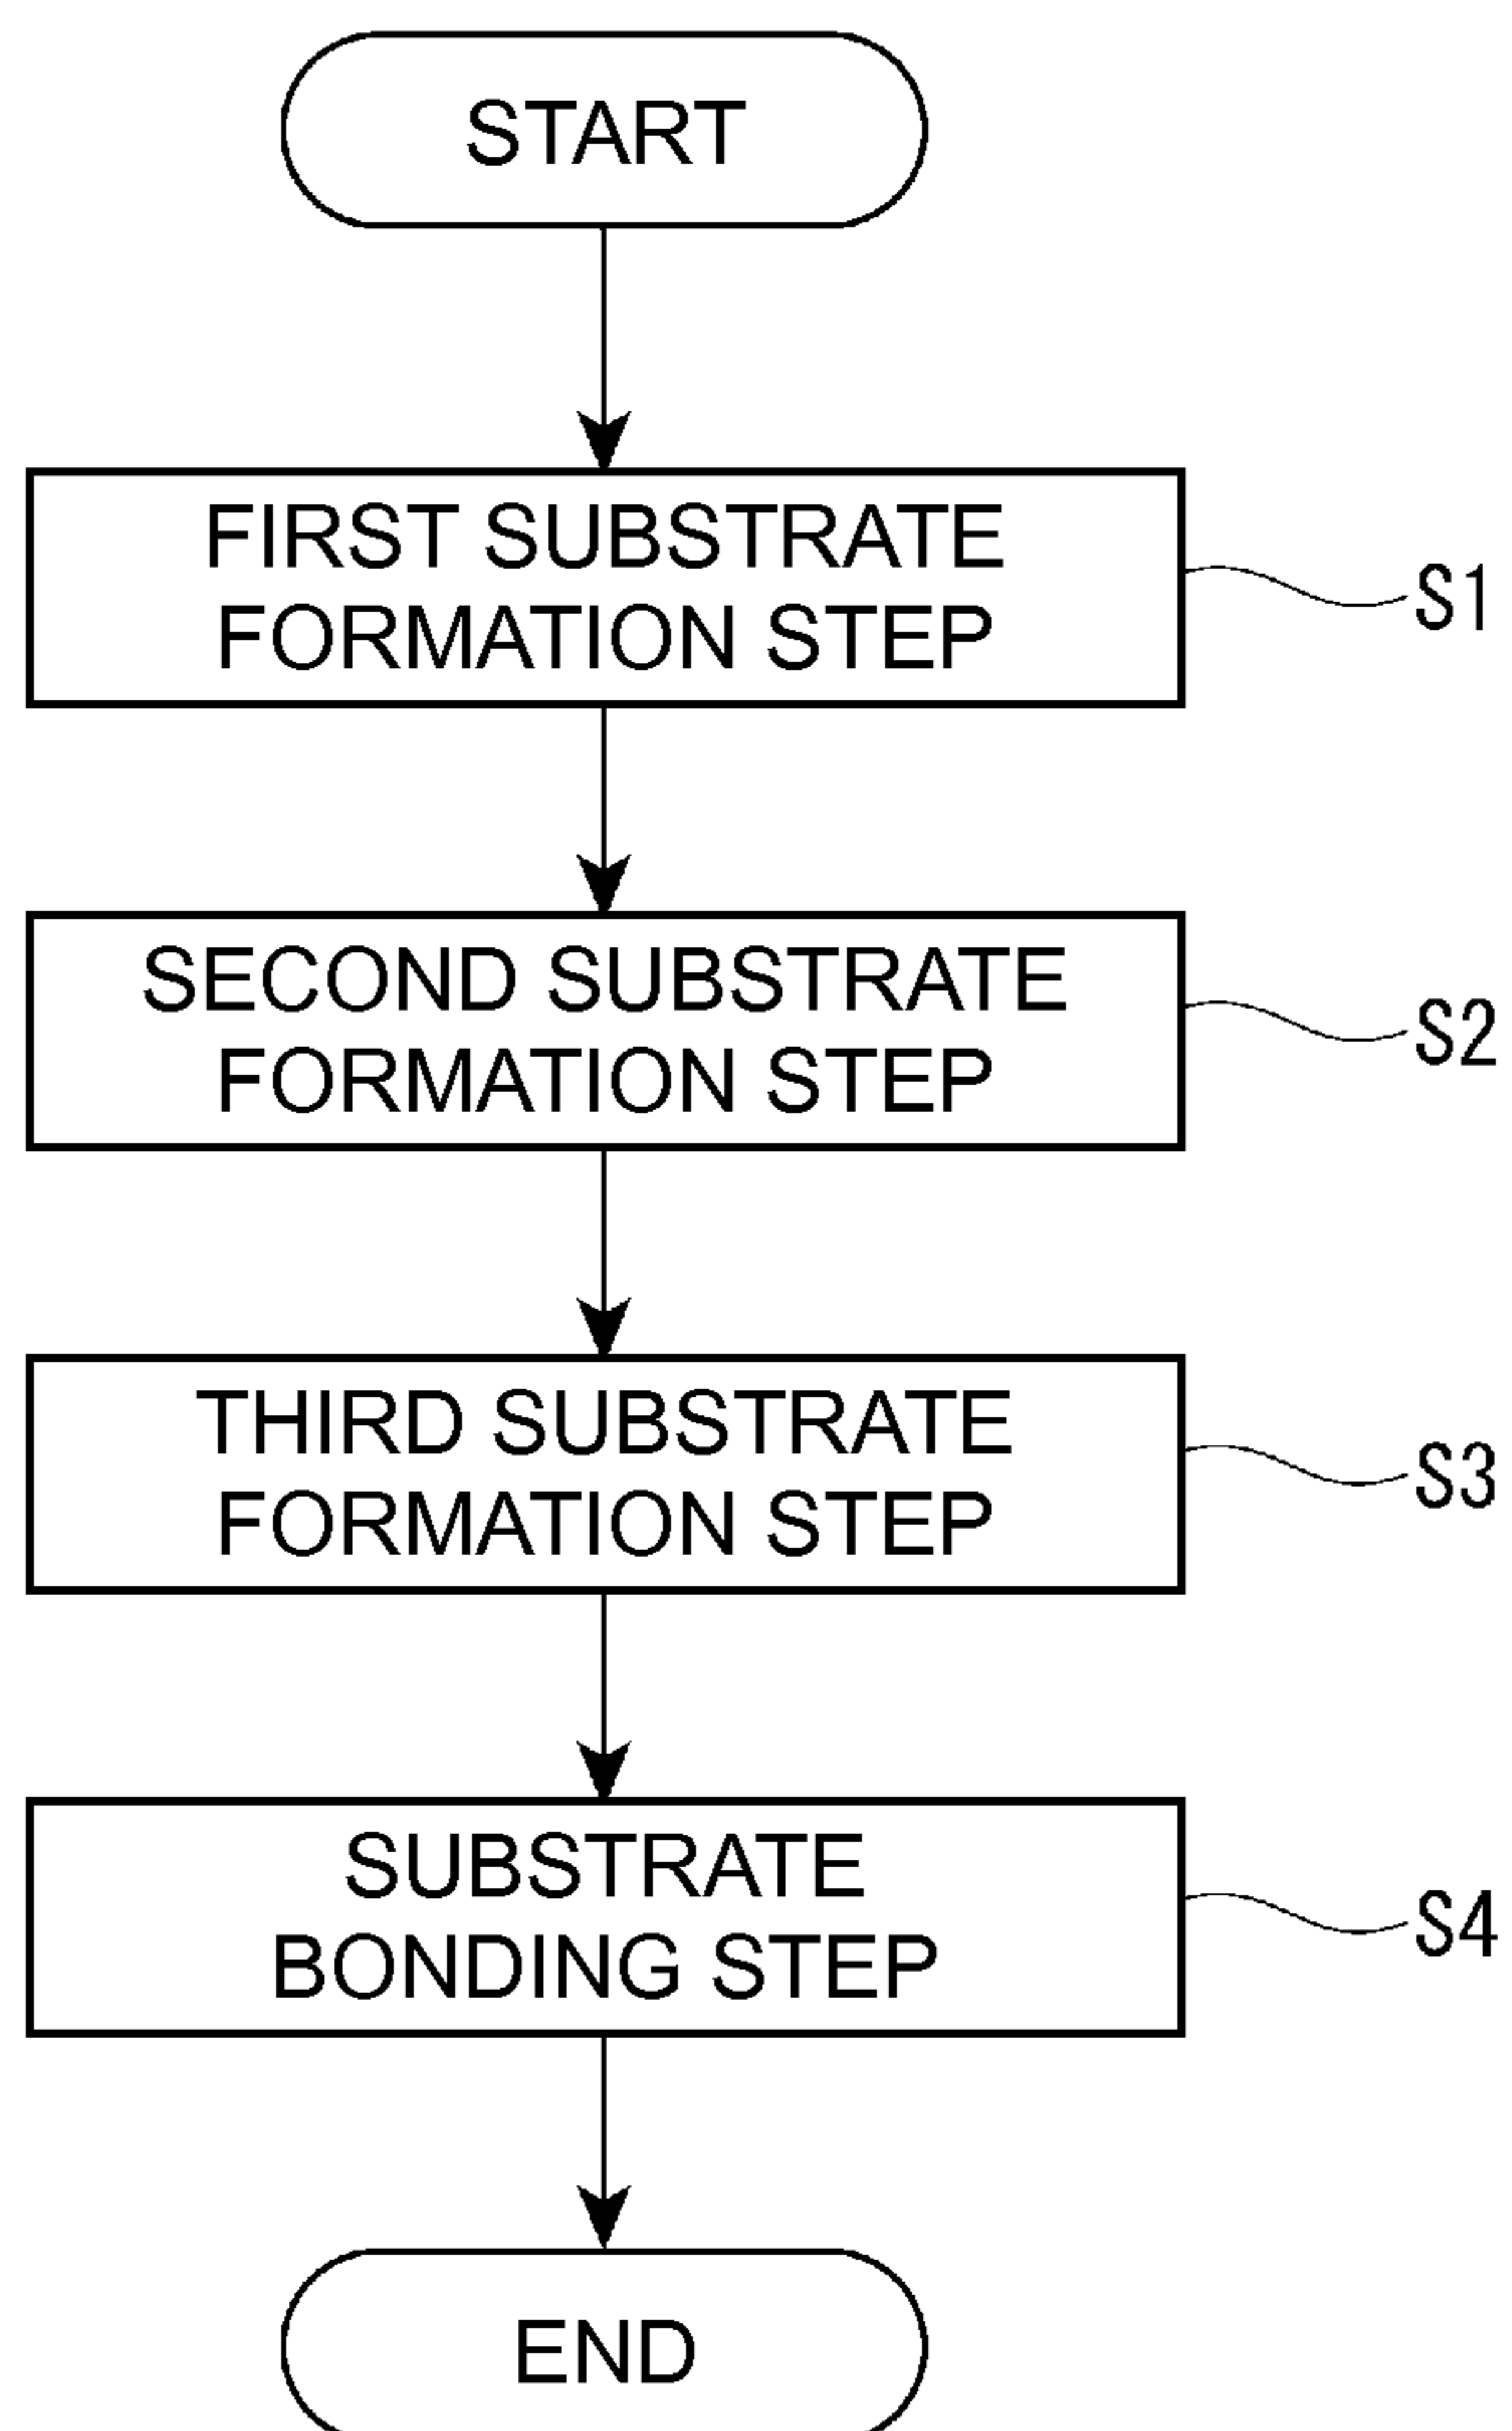 START
FIRST SUBSTRATE
FORMATION STEP
S1
SECOND SUBSTRATE
FORMATION STEP
S2
THIRD SUBSTRATE
FORMATION STEP
S3
SUBSTRATE
BONDING STEP
S4
END